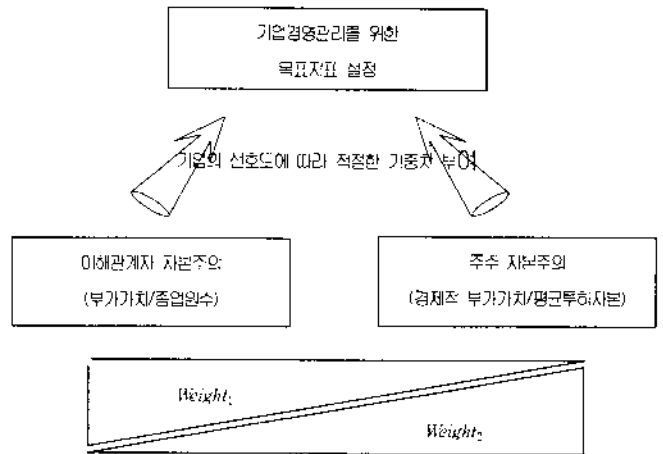 기업경영관리를 위한
목표지표 설정
기업의 선호도에 따라 적정한 가중치 부여
이해관계자 자본주의
(부가가치/종업원수)
주주 자본주의
(경제적 부가가치/평균투하자본)
Weight₁
Weight₂